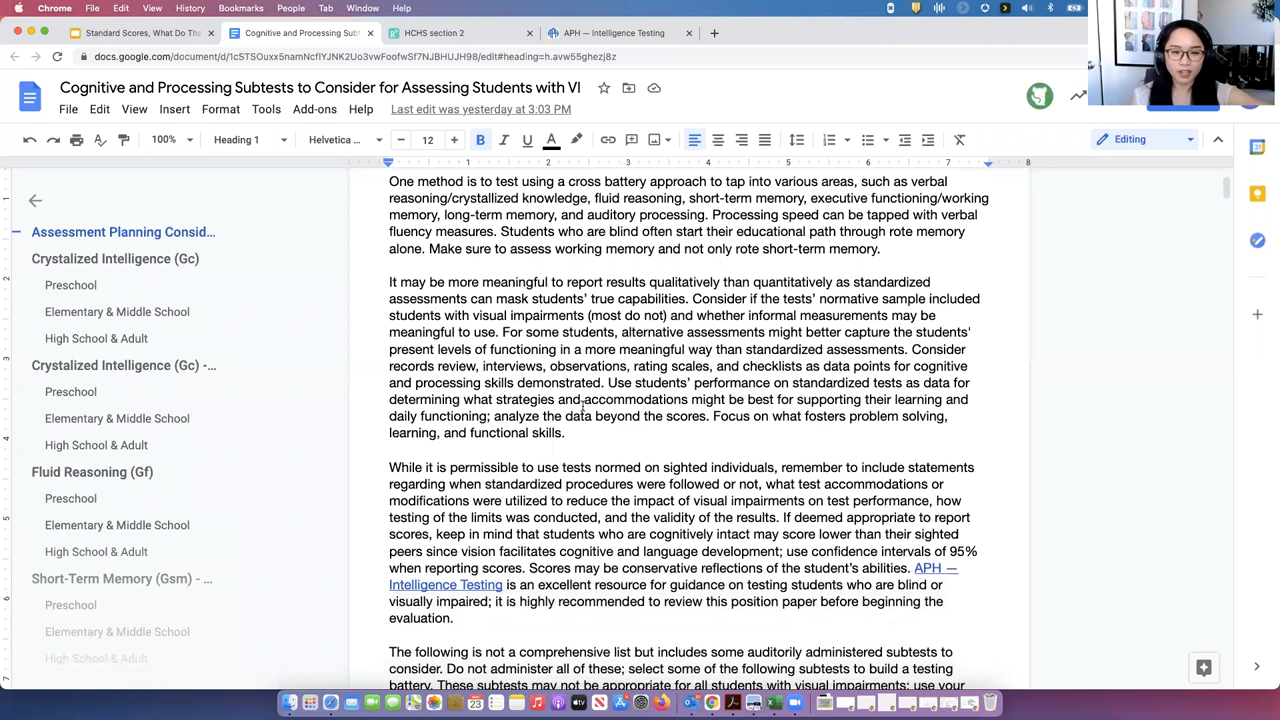 Chrome File Edit View History Bookmarks People Tab Window Help
Standard Scores, What Do The
Cognitive and Processing Subt
HCHS section 2
APH — Intelligence Testing
docs.google.com/document/d/1cSTSOuxx5namNcfIYJNK2Uo3vwFoofwSf7NJBHUJH98/edit#heading=h.avw55ghezj8z
Cognitive and Processing Subtests to Consider for Assessing Students with VI
File Edit View Insert Format Tools Add-ons Help Last edit was yesterday at 3:03 PM
100% Heading 1 Helvetica ... 12 B I U A Editing
1 2 3 4 5 6 7 8
One method is to test using a cross battery approach to tap into various areas, such as verbal
reasoning/crystallized knowledge, fluid reasoning, short-term memory, executive functioning/working
memory, long-term memory, and auditory processing. Processing speed can be tapped with verbal
fluency measures. Students who are blind often start their educational path through rote memory
alone. Make sure to assess working memory and not only rote short-term memory.
It may be more meaningful to report results qualitatively than quantitatively as standardized
assessments can mask students' true capabilities. Consider if the tests' normative sample included
students with visual impairments (most do not) and whether informal measurements may be
meaningful to use. For some students, alternative assessments might better capture the students'
present levels of functioning in a more meaningful way than standardized assessments. Consider
records review, interviews, observations, rating scales, and checklists as data points for cognitive
and processing skills demonstrated. Use students' performance on standardized tests as data for
determining what strategies and accommodations might be best for supporting their learning and
daily functioning; analyze the data beyond the scores. Focus on what fosters problem solving,
learning, and functional skills.
While it is permissible to use tests normed on sighted individuals, remember to include statements
regarding when standardized procedures were followed or not, what test accommodations or
modifications were utilized to reduce the impact of visual impairments on test performance, how
testing of the limits was conducted, and the validity of the results. If deemed appropriate to report
scores, keep in mind that students who are cognitively intact may score lower than their sighted
peers since vision facilitates cognitive and language development; use confidence intervals of 95%
when reporting scores. Scores may be conservative reflections of the student's abilities. APH —
Intelligence Testing is an excellent resource for guidance on testing students who are blind or
visually impaired; it is highly recommended to review this position paper before beginning the
evaluation.
The following is not a comprehensive list but includes some auditorily administered subtests to
consider. Do not administer all of these; select some of the following subtests to build a testing
battery. These subtests may not be appropriate for all students with visual impairments; use your
Assessment Planning Consid...
Crystalized Intelligence (Gc)
Preschool
Elementary & Middle School
High School & Adult
Crystalized Intelligence (Gc) -...
Preschool
Elementary & Middle School
High School & Adult
Fluid Reasoning (Gf)
Preschool
Elementary & Middle School
High School & Adult
Short-Term Memory (Gsm) - ...
Preschool
Elementary & Middle School
High School & Adult